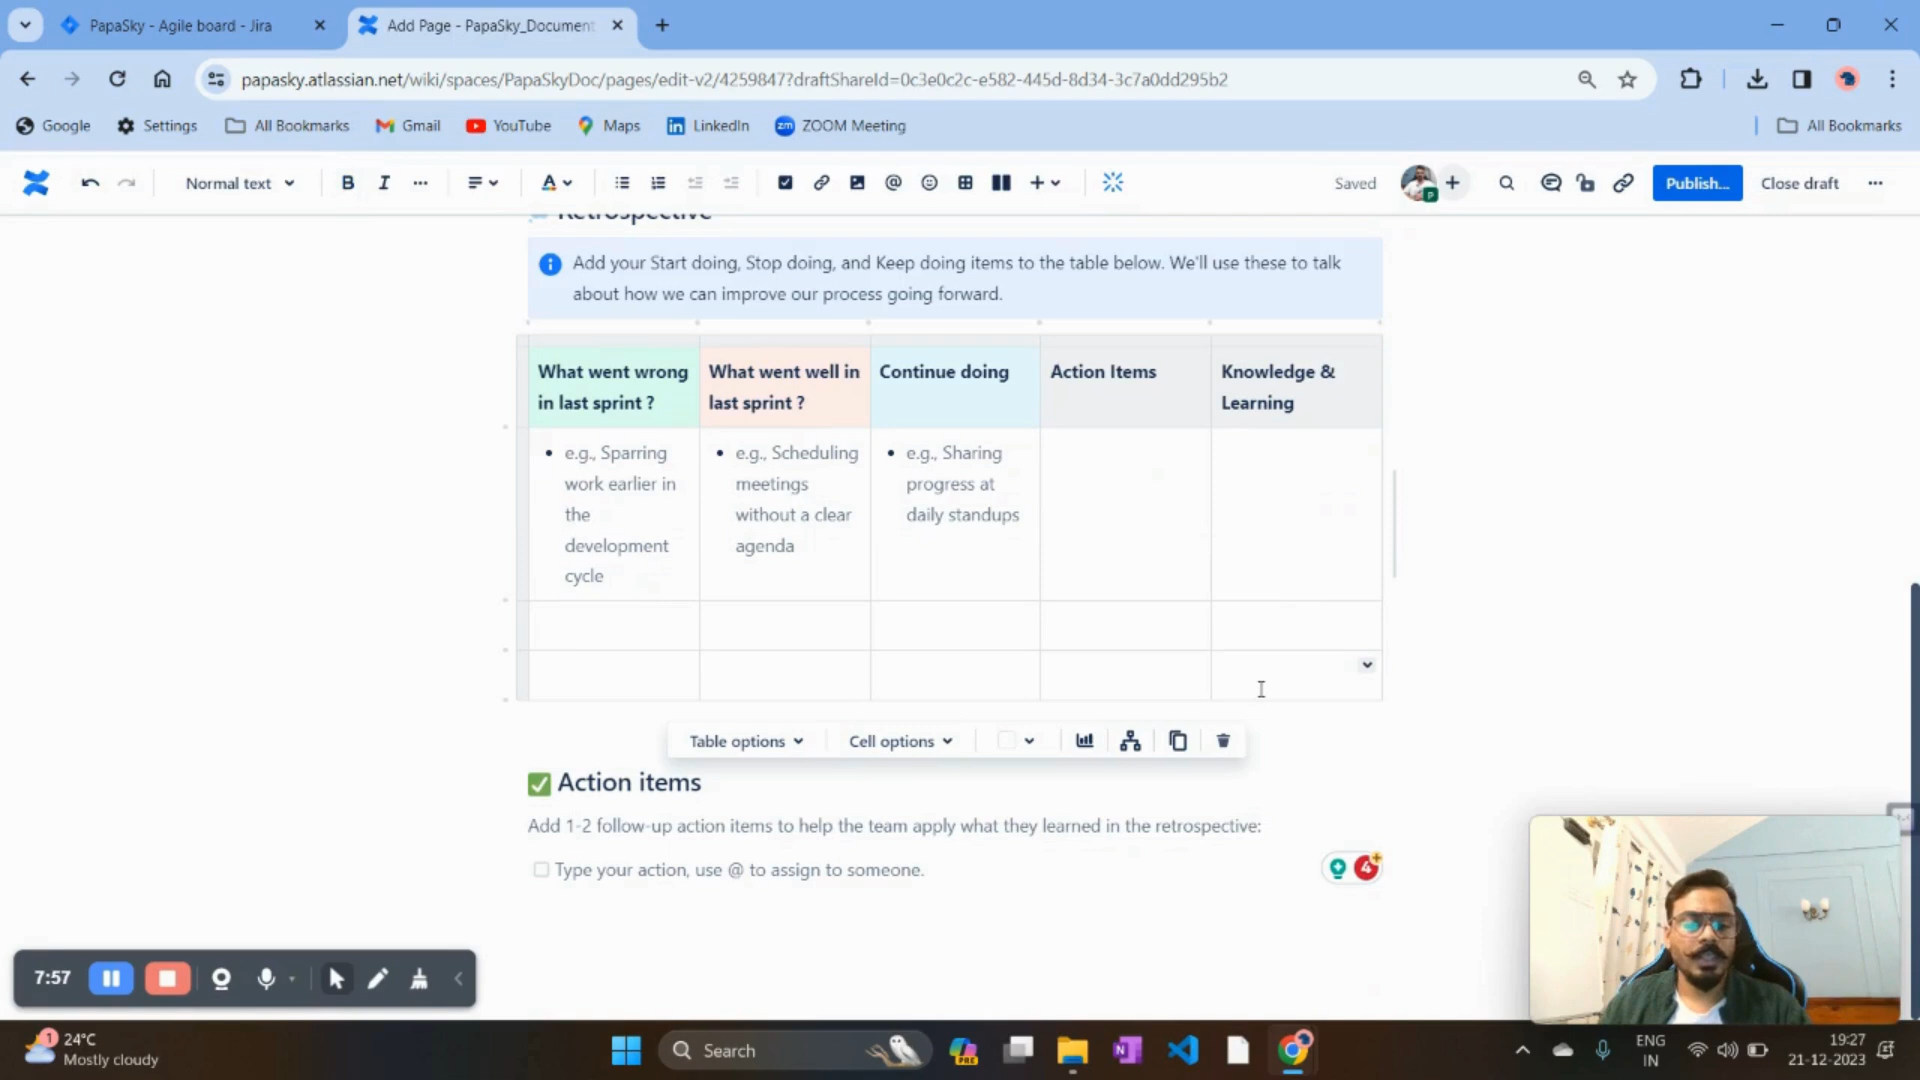 PapaSky - Agile board - Jira
Add Page - PapaSky_Document
papasky.atlassian.net/wiki/spaces/PapaSkyDoc/pages/edit-v2/4259847?draftShareId=0c3e0c2c-e582-445d-8d34-3c7a0dd295b2
Google
Settings
All Bookmarks
Gmail
YouTube
Maps
LinkedIn
zm
ZOOM Meeting
All Bookmarks
Normal text
B
I
A
Saved
P
Publish...
Close draft
Retrospective
Add your Start doing, Stop doing, and Keep doing items to the table below. We'll use these to talk
about how we can improve our process going forward.
What went wrong
in last sprint ?
What went well in
last sprint ?
Continue doing
Action Items
Knowledge &
Learning
• e.g., Sparring
work earlier in
the
development
cycle
• e.g., Scheduling
meetings
without a clear
agenda
• e.g., Sharing
progress at
daily standups
Table options
Cell options
Action items
Add 1-2 follow-up action items to help the team apply what they learned in the retrospective:
Type your action, use @ to assign to someone.
4
7:57
1
24°C
Mostly cloudy
Search
PRE
N
ENG
IN
19:27
21-12-2023